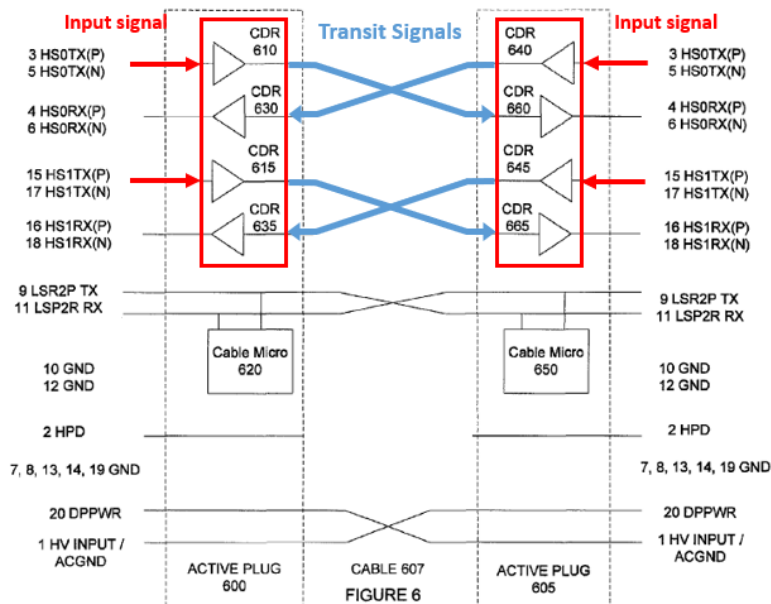 Input signal
Transit Signals
Input signal
3 HS0TX(P)
5 HS0TX(N)
CDR
610
CDR
640
3 HS0TX(P)
5 HS0TX(N)
4 HS0RX(P)
6 HS0RX(N)
CDR
630
CDR
660
4 HS0RX(P)
6 HS0RX(N)
15 HS1TX(P)
17 HS1TX(N)
CDR
615
CDR
645
15 HS1TX(P)
17 HS1TX(N)
16 HS1RX(P)
18 HS1RX(N)
CDR
635
CDR
665
16 HS1RX(P)
18 HS1RX(N)
9 LSR2P TX
11 LSP2R RX
9 LSR2P TX
11 LSP2R RX
Cable Micro
620
Cable Micro
650
10 GND
12 GND
10 GND
12 GND
2 HPD
2 HPD
7, 8, 13, 14, 19 GND
7, 8, 13, 14, 19 GND
20 DPPWR
20 DPPWR
1 HV INPUT /
ACGND
1 HV INPUT /
ACGND
ACTIVE PLUG
600
CABLE 607
ACTIVE PLUG
605
FIGURE 6